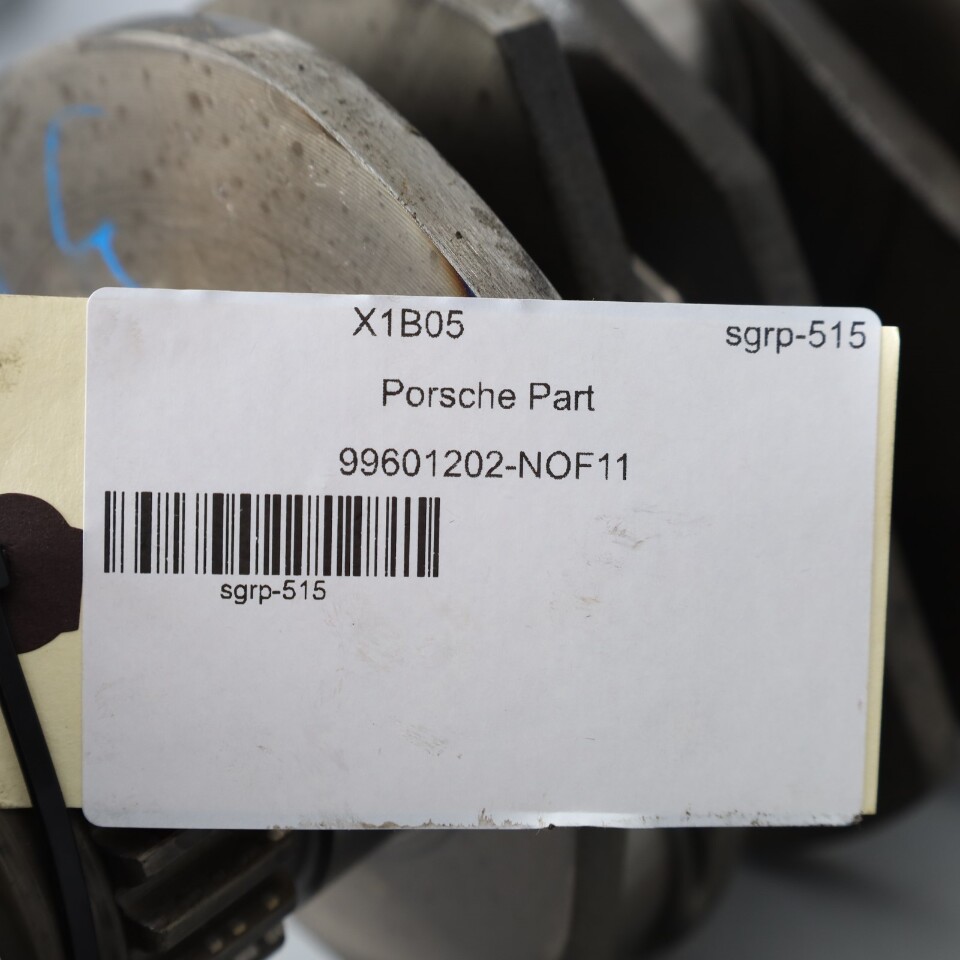 X1B05
sgrp-515
Porsche Part
99601202-NOF11
sgrp-515